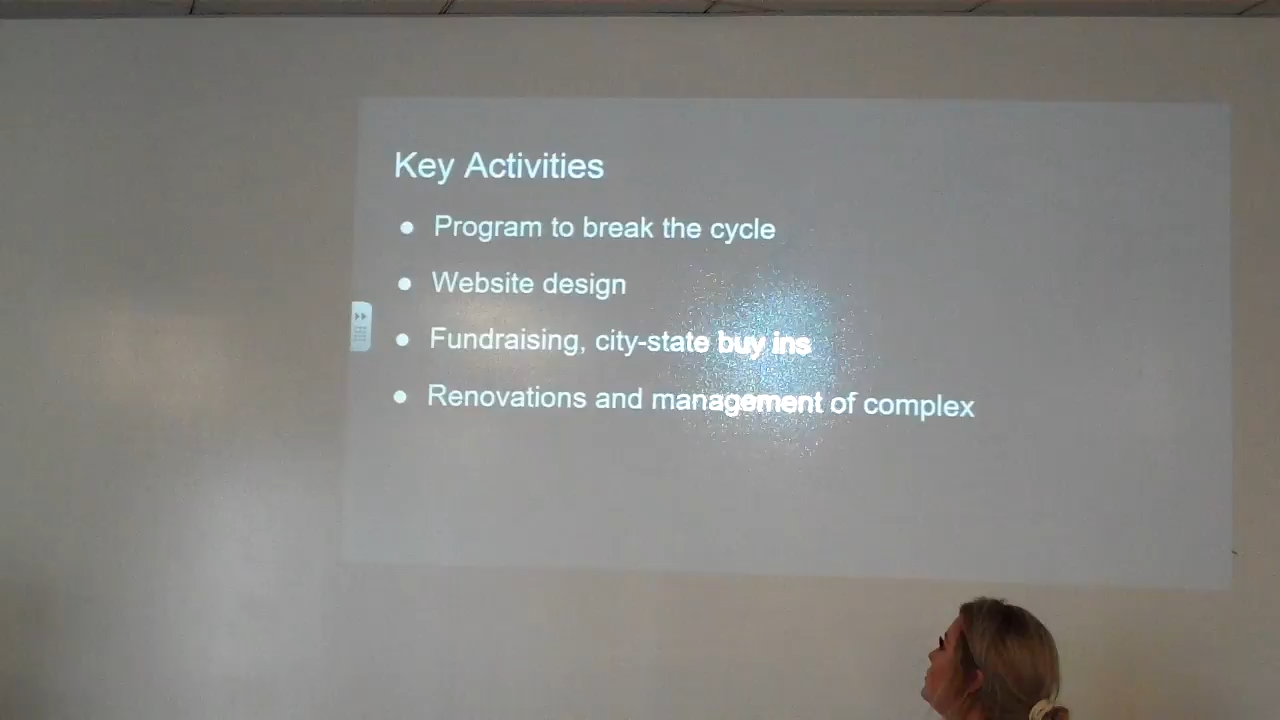 Key Activities
● Program to break the cycle
● Website design
● Fundraising, city-state buy ins
● Renovations and management of complex